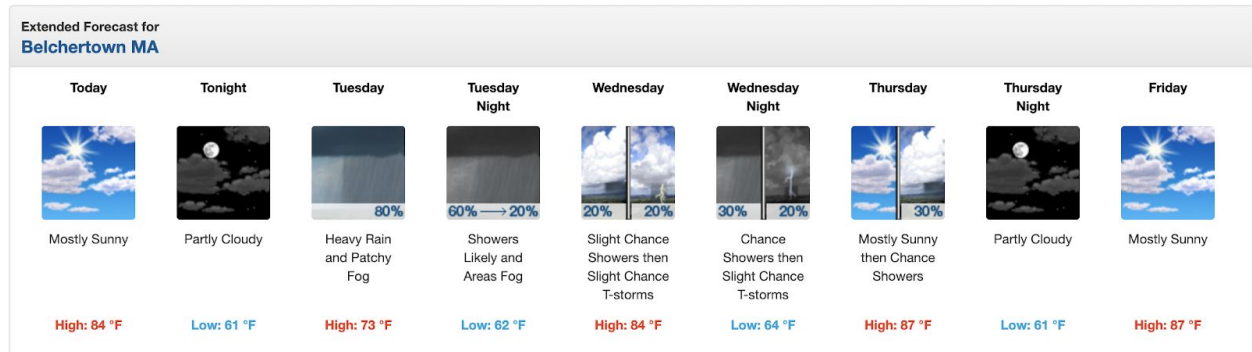 Extended Forecast for
Belchertown MA
Today
Mostly Sunny
High: 84 °F
Tonight
Partly Cloudy
Low: 61 °F
Tuesday
80%
Heavy Rain
and Patchy
Fog
High: 73 °F
Tuesday
Night
60% → 20%
Showers
Likely and
Areas Fog
Low: 62 °F
Wednesday
20% 20%
Slight Chance
Showers then
Slight Chance
T-storms
High: 84 °F
Wednesday
Night
30% 20%
Chance
Showers then
Slight Chance
T-storms
Low: 64 °F
Thursday
30%
Mostly Sunny
then Chance
Showers
High: 87 °F
Thursday
Night
Partly Cloudy
Low: 61 °F
Friday
Mostly Sunny
High: 87 °F